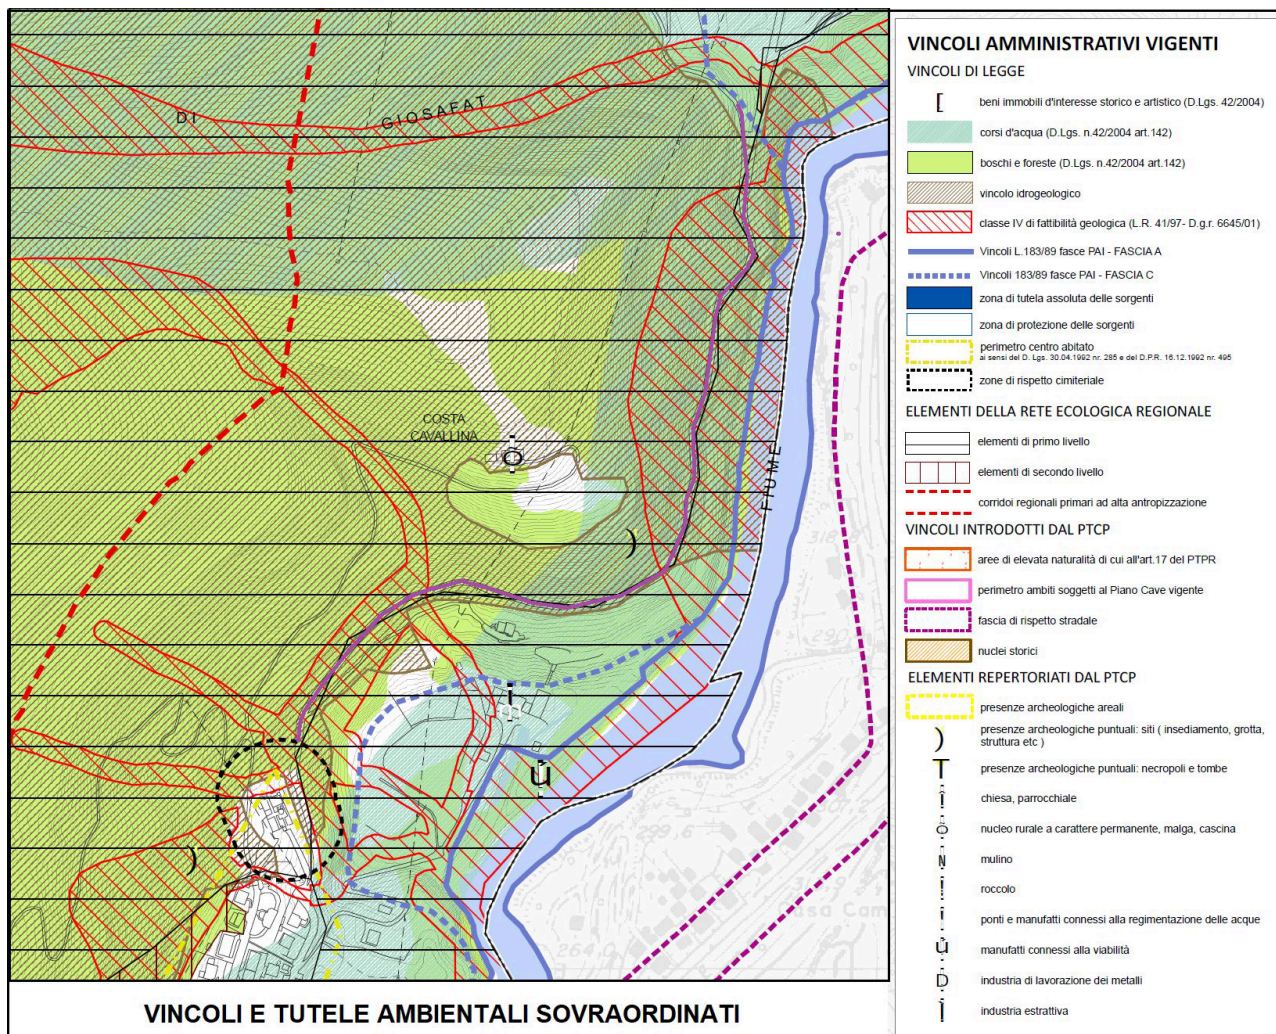 DI
GIOSAFAT
COSTA
CAVALLINA
FIUME
318.8
290.
264.0
asa Cam
VINCOLI E TUTELE AMBIENTALI SOVRAORDINATI
VINCOLI AMMINISTRATIVI VIGENTI
VINCOLI DI LEGGE
beni immobili d'interesse storico e artistico (D.Lgs. 42/2004)
corsi d'acqua (D.Lgs. n.42/2004 art.142)
boschi e foreste (D.Lgs. n.42/2004 art.142)
vincolo idrogeologico
classe IV di fattibilità geologica (L.R. 41/97- D.g.r. 6645/01)
Vincoli L.183/89 fasce PAI - FASCIA A
Vincoli 183/89 fasce PAI - FASCIA C
zona di tutela assoluta delle sorgenti
zona di protezione delle sorgenti
perimetro centro abitato
ai sensi del D. Lgs. 30.04.1992 nr. 285 e del D.P.R. 16.12.1992 nr. 495
zone di rispetto cimiteriale
ELEMENTI DELLA RETE ECOLOGICA REGIONALE
elementi di primo livello
elementi di secondo livello
corridoi regionali primari ad alta antropizzazione
VINCOLI INTRODOTTI DAL PTCP
aree di elevata naturalità di cui all'art.17 del PTPR
perimetro ambiti soggetti al Piano Cave vigente
fascia di rispetto stradale
nuclei storici
ELEMENTI REPERTORIATI DAL PTCP
presenze archeologiche areali
presenze archeologiche puntuali: siti ( insediamento, grotta,
struttura etc )
presenze archeologiche puntuali: necropoli e tombe
chiesa, parrocchiale
nucleo rurale a carattere permanente, malga, cascina
N mulino
roccolo
ponti e manufatti connessi alla regimentazione delle acque
manufatti connessi alla viabilità
D industria di lavorazione dei metalli
industria estrattiva